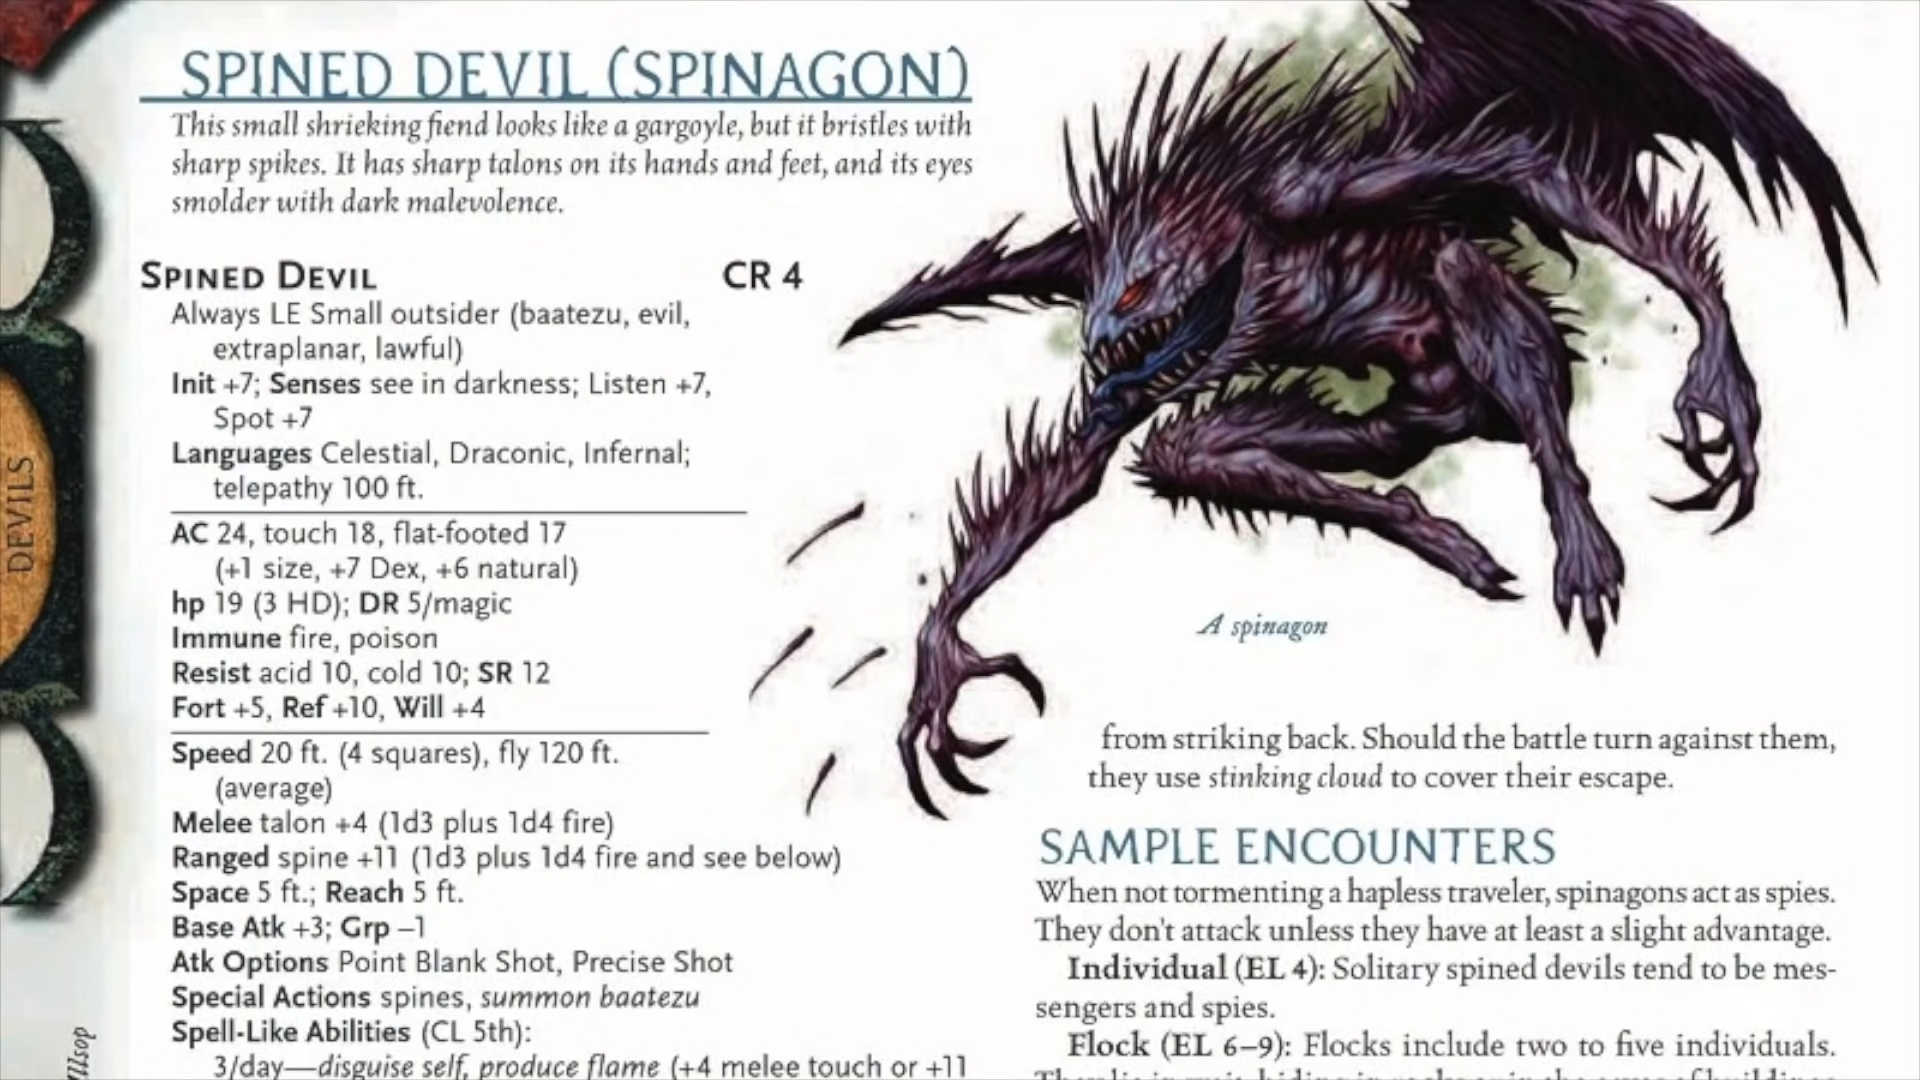 SPINED DEVIL (SPINAGON)
This small shrieking fiend looks like a gargoyle, but it bristles with
sharp spikes. It has sharp talons on its hands and feet, and its eyes
smolder with dark malevolence.
SPINED DEVIL CR 4
Always LE Small outsider (baatezu, evil,
extraplanar, lawful)
Init +7; Senses see in darkness; Listen +7,
Spot +7
Languages Celestial, Draconic, Infernal;
telepathy 100 ft.
AC 24, touch 18, flat-footed 17
(+1 size, +7 Dex, +6 natural)
hp 19 (3 HD); DR 5/magic
Immune fire, poison
Resist acid 10, cold 10; SR 12
Fort +5, Ref +10, Will +4
Speed 20 ft. (4 squares), fly 120 ft.
(average)
Melee talon +4 (1d3 plus 1d4 fire)
Ranged spine +11 (1d3 plus 1d4 fire and see below)
Space 5 ft.; Reach 5 ft.
Base Atk +3; Grp –1
Atk Options Point Blank Shot, Precise Shot
Special Actions spines, summon baatezu
Spell-Like Abilities (CL 5th):
3/day—disguise self, produce flame (+4 melee touch or +11
A spinagon
from striking back. Should the battle turn against them,
they use stinking cloud to cover their escape.
SAMPLE ENCOUNTERS
When not tormenting a hapless traveler, spinagons act as spies.
They don't attack unless they have at least a slight advantage.
Individual (EL 4): Solitary spined devils tend to be mes-
sengers and spies.
Flock (EL 6–9): Flocks include two to five individuals.
DEVILS